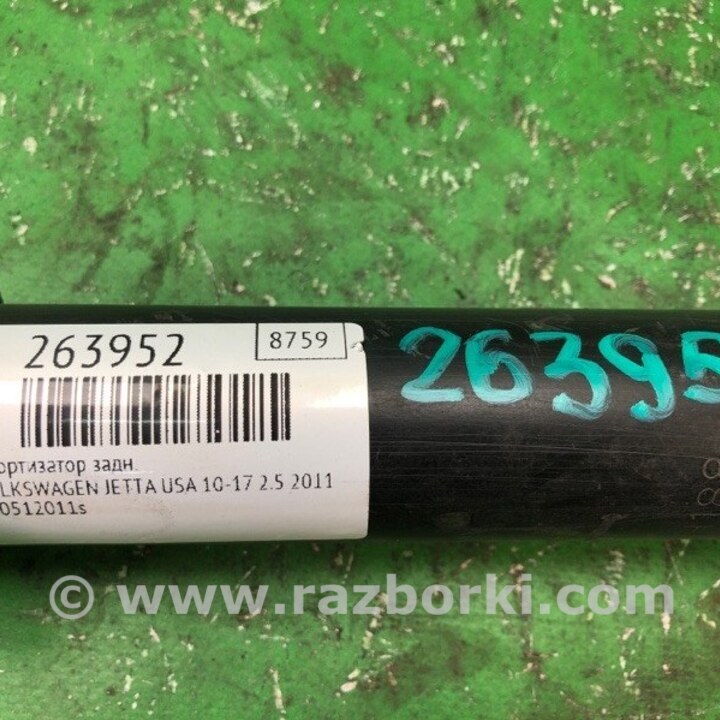 263952
8759
26395
ортизатор задн.
LKSWAGEN JETTA USA 10-17 2.5 2011
0512011s
© www.razborki.com